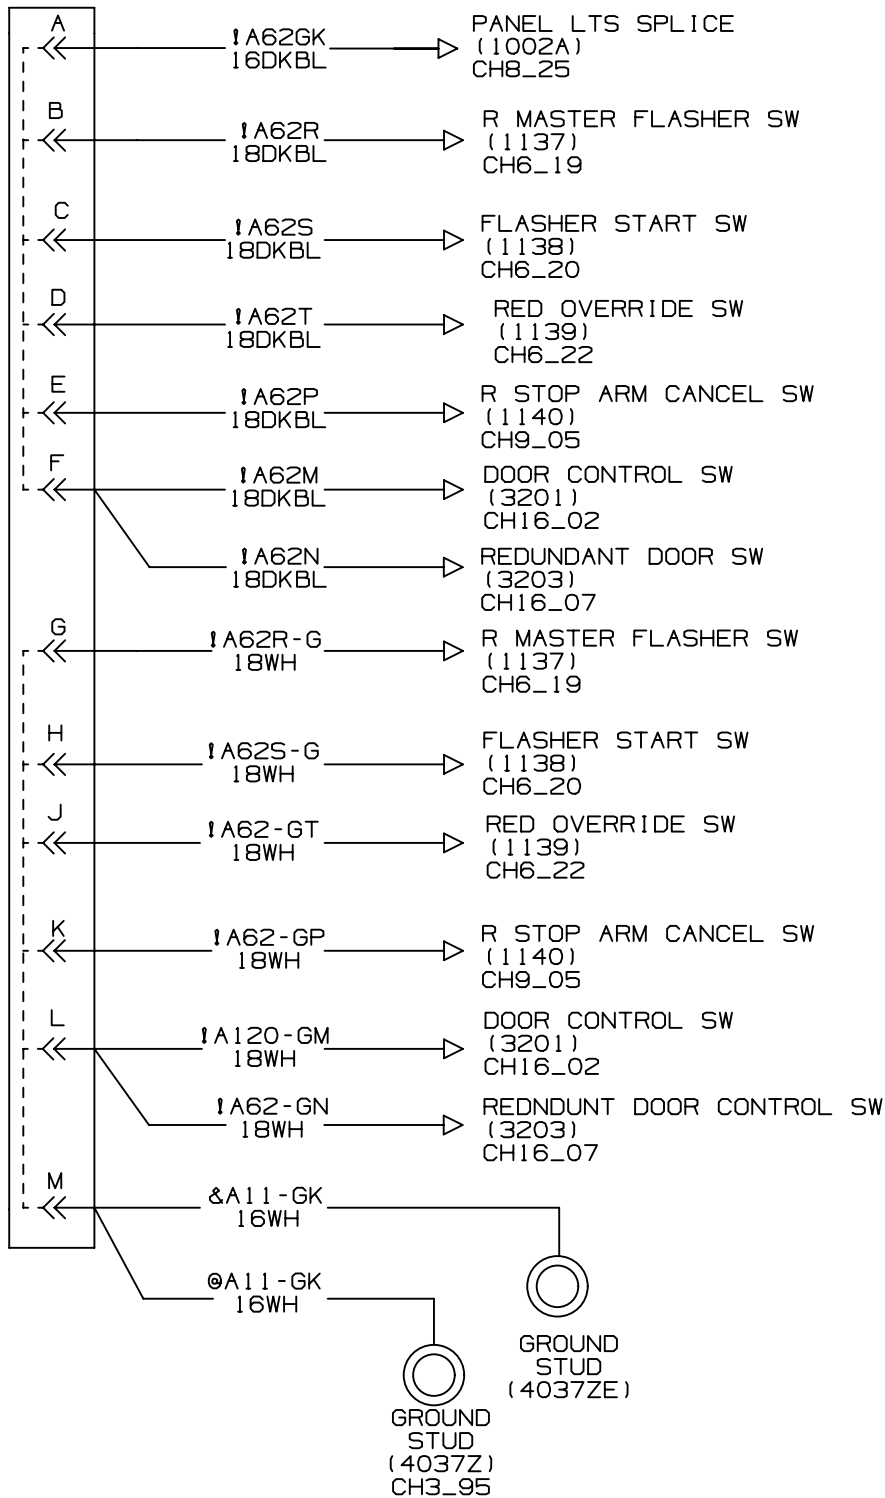 A
!A62GK
16DKBL
PANEL LTS SPLICE
(1002A)
CH8_25
B
!A62R
18DKBL
R MASTER FLASHER SW
(1137)
CH6_19
C
!A62S
18DKBL
FLASHER START SW
(1138)
CH6_20
D
!A62T
18DKBL
RED OVERRIDE SW
(1139)
CH6_22
E
!A62P
18DKBL
R STOP ARM CANCEL SW
(1140)
CH9_05
F
!A62M
18DKBL
DOOR CONTROL SW
(3201)
CH16_02
!A62N
18DKBL
REDUNDANT DOOR SW
(3203)
CH16_07
G
!A62R-G
18WH
R MASTER FLASHER SW
(1137)
CH6_19
H
!A62S-G
18WH
FLASHER START SW
(1138)
CH6_20
J
!A62-GT
18WH
RED OVERRIDE SW
(1139)
CH6_22
K
!A62-GP
18WH
R STOP ARM CANCEL SW
(1140)
CH9_05
L
!A120-GM
18WH
DOOR CONTROL SW
(3201)
CH16_02
!A62-GN
18WH
REDNDUNT DOOR CONTROL SW
(3203)
CH16_07
M
&A11-GK
16WH
@A11-GK
16WH
GROUND
STUD
(4037ZE)
GROUND
STUD
(4037Z)
CH3_95